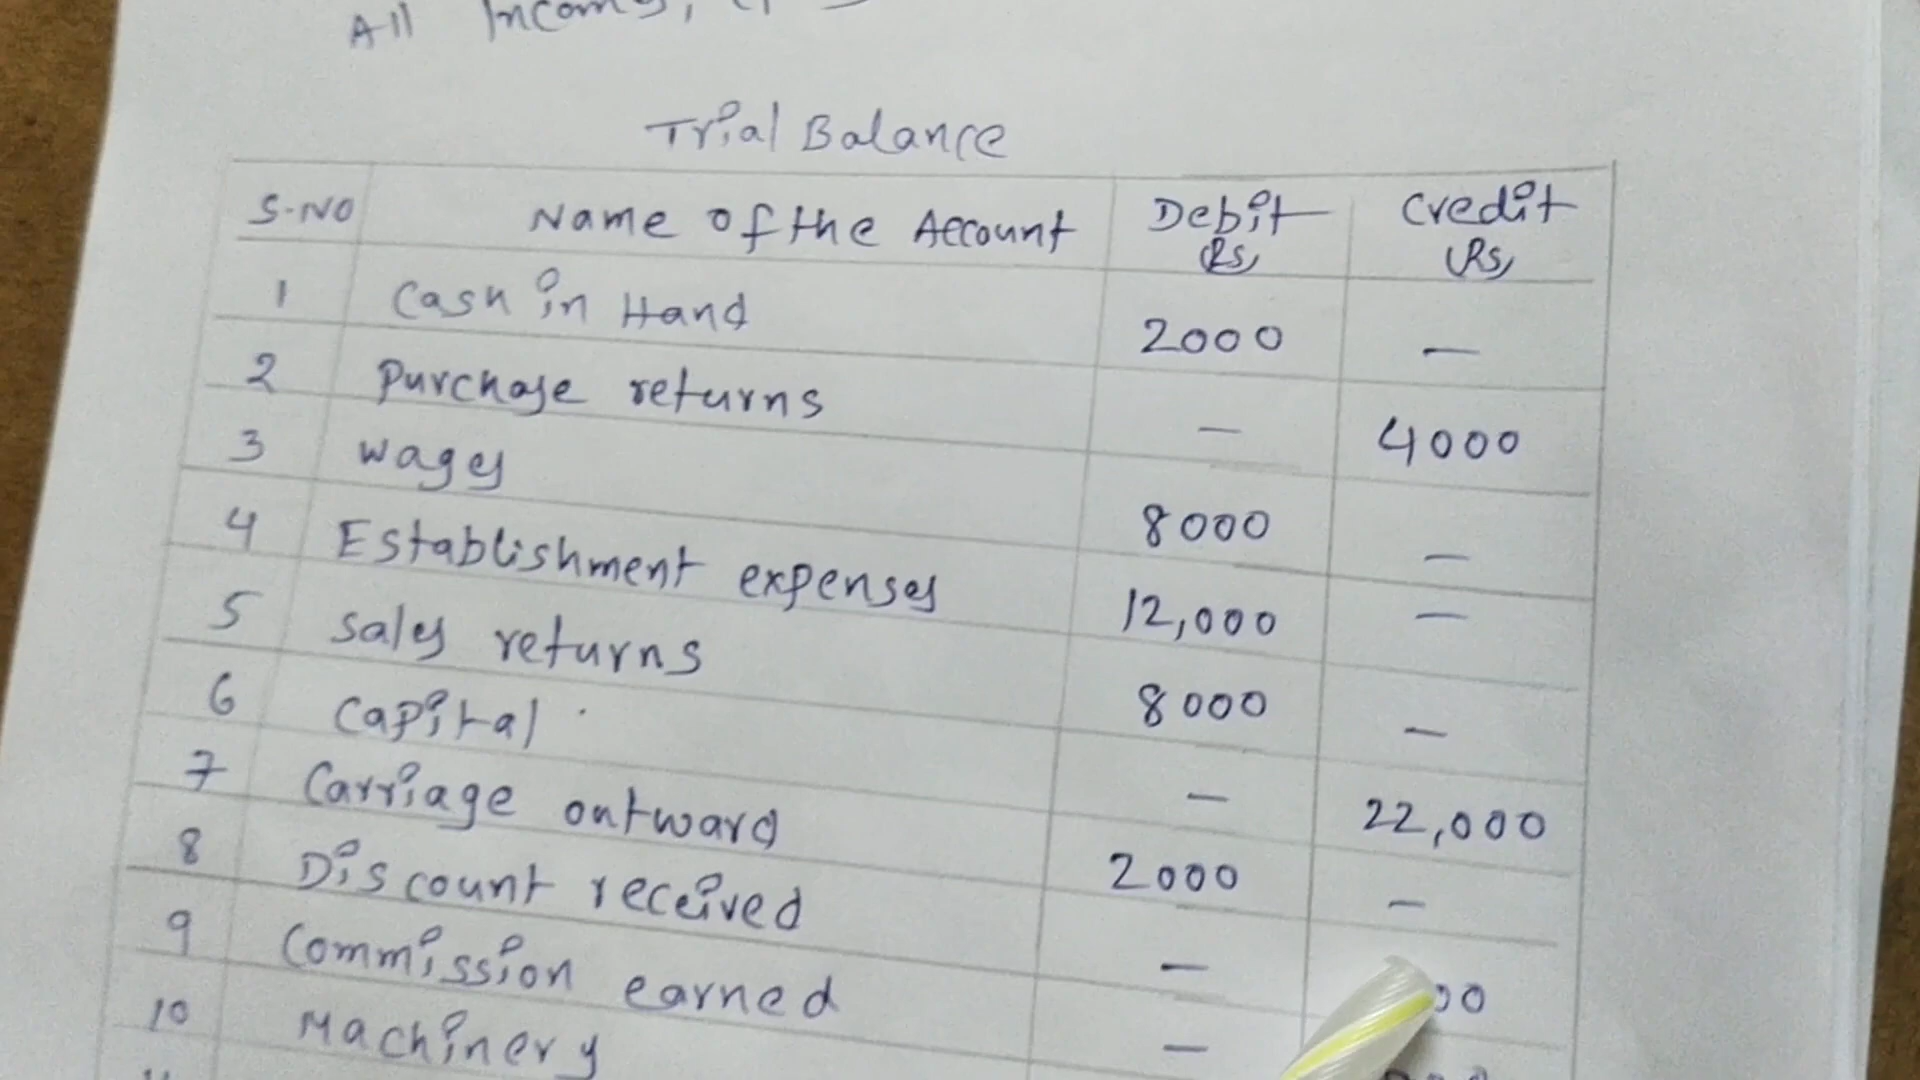 All
Trial Balance
S.NO Name of the Account Debit Rs, Credit Rs,
1 Cash in Hand 2000 —
2 Purchase returns — 4000
3 wages 8000 —
4 Establishment expenses 12,000 —
5 Sales returns 8000 —
6 Capital — 22,000
7 Carriage outward 2000 —
8 Discount received —
9 Commission earned —
10 Machinery